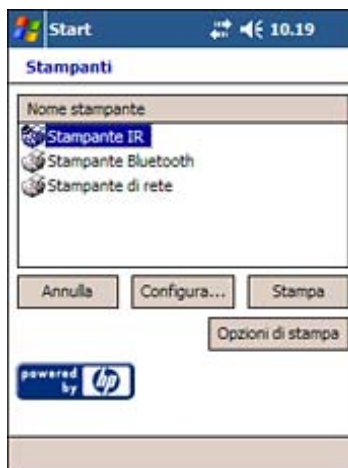 Start 10.19
Stampanti
Nome stampante
Stampante IR
Stampante Bluetooth
Stampante di rete
Annulla Configura... Stampa
Opzioni di stampa
powered
by hp